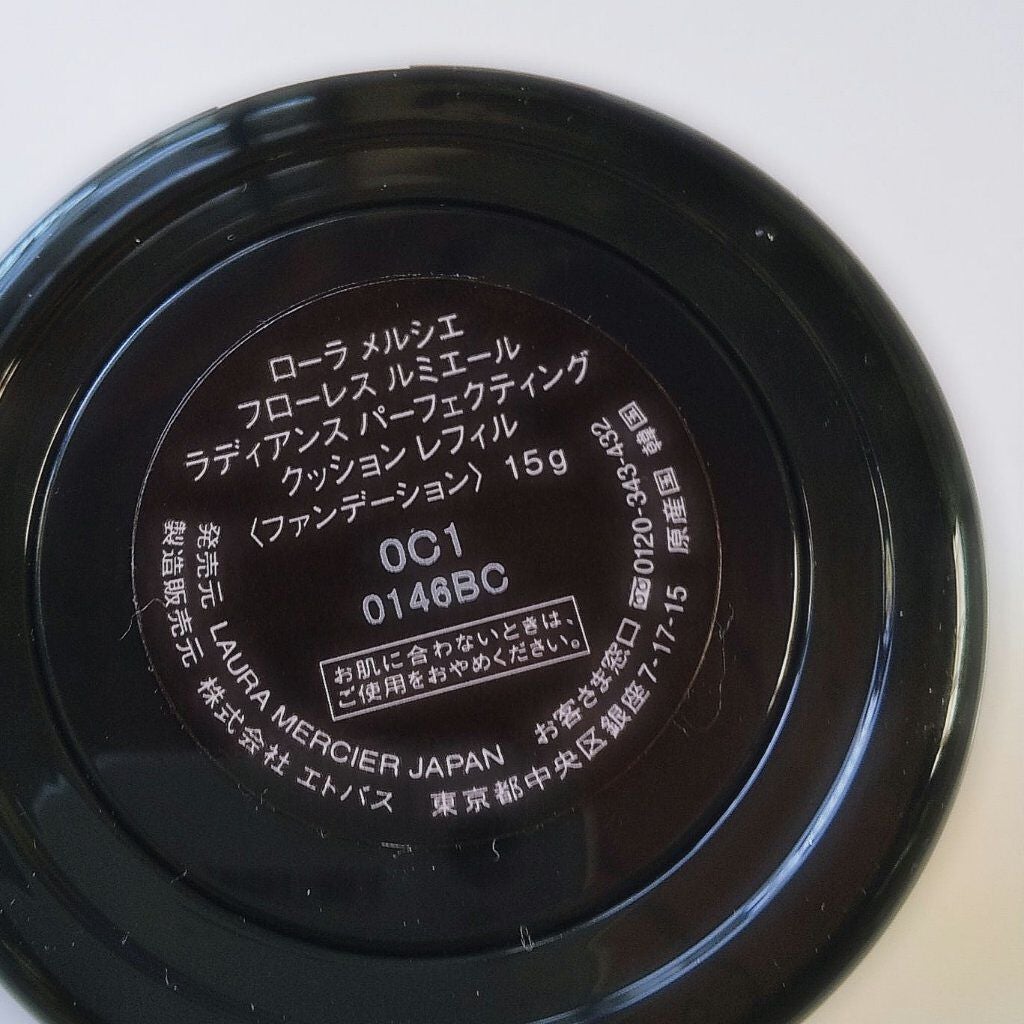 ローラ メルシエ
フローレス ルミエール
ラディアンス パーフェクティング
クッション レフィル
〈ファンデーション〉 15g
0C1
0146BC
お肌に合わないときは、
ご使用をおやめください。
発売元 LAURA MERCIER JAPAN お客さま窓口 0120-343-432
製造販売元 株式会社 エトバス 東京都中央区銀座7-17-15 原産国 韓国